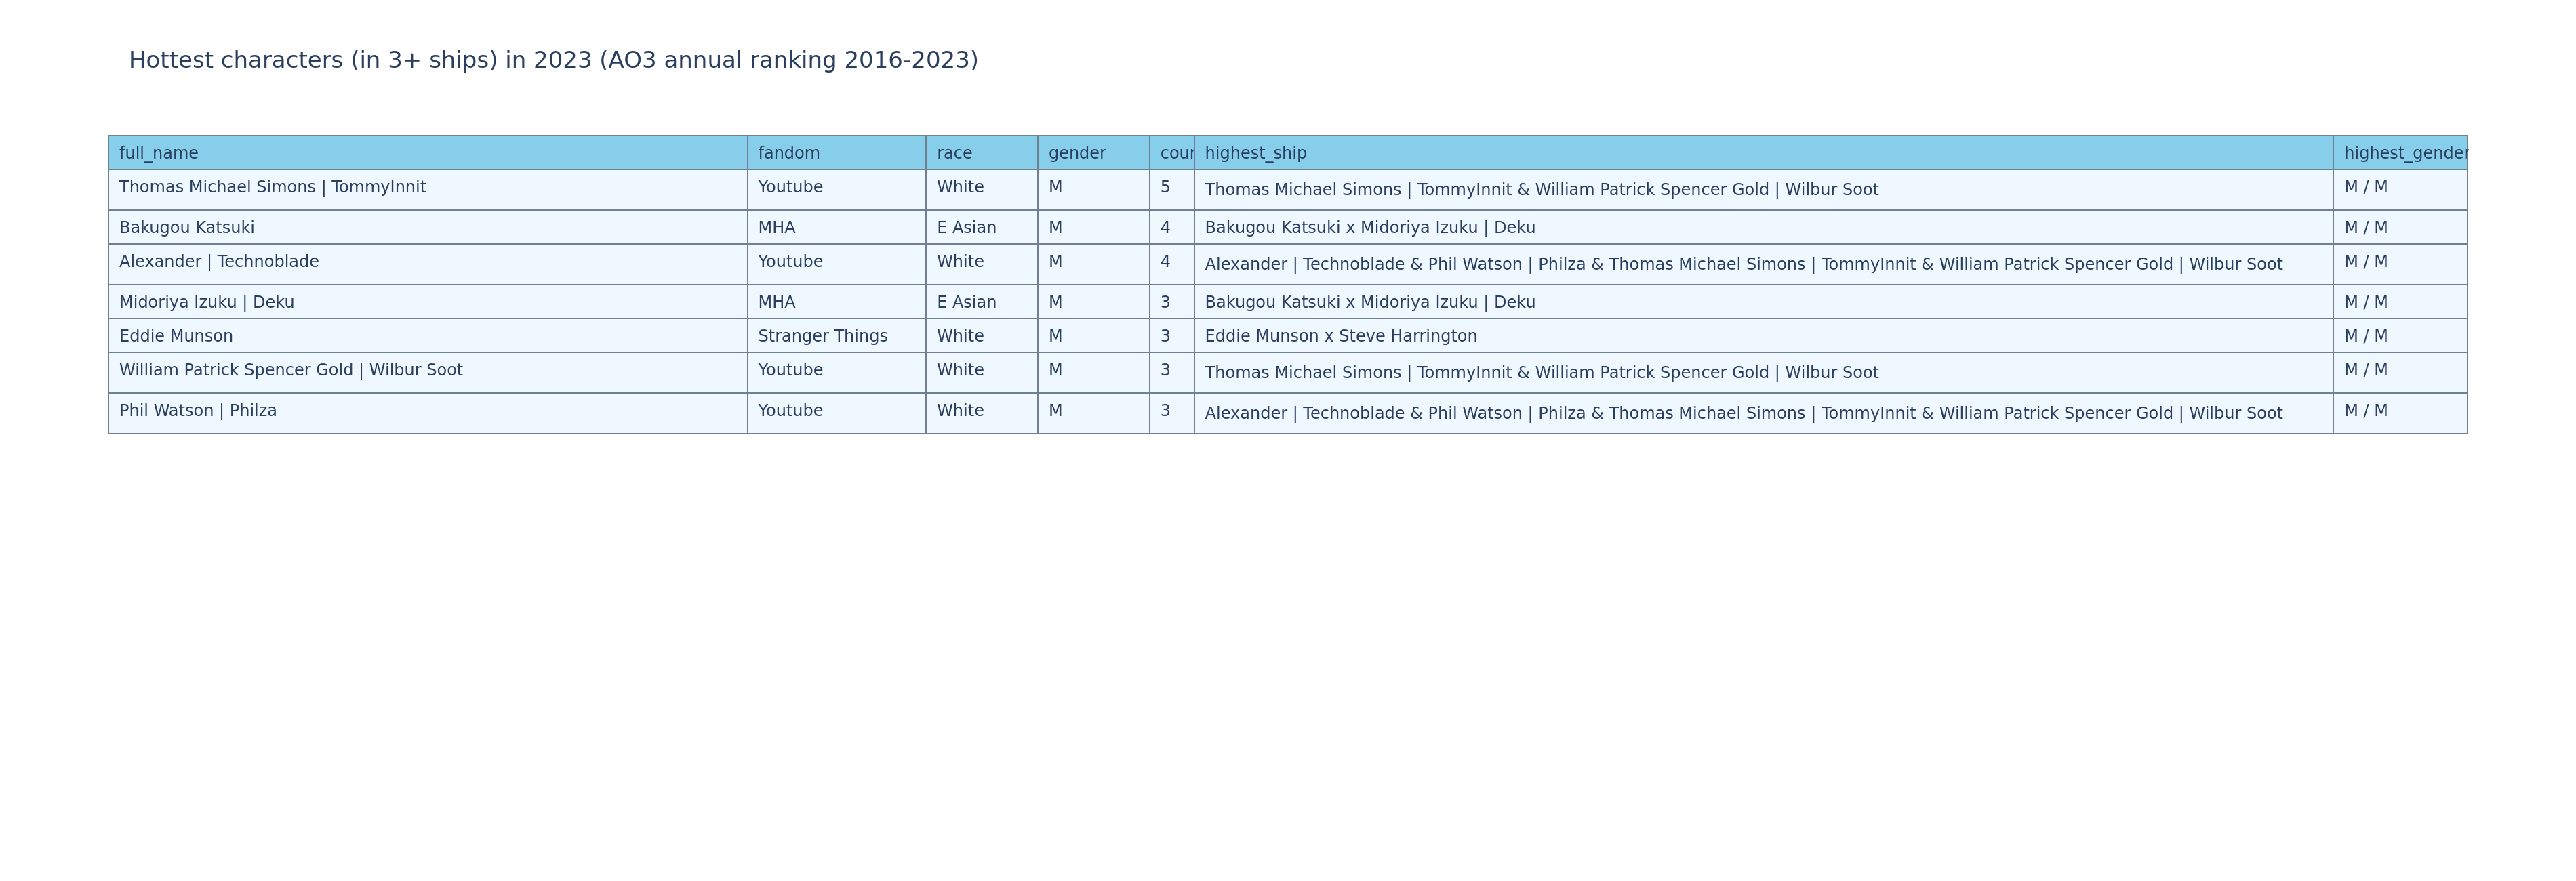 Hottest characters (in 3+ ships) in 2023 (AO3 annual ranking 2016-2023)
full_name fandom race gender cour highest_ship highest_gender
Thomas Michael Simons | TommyInnit Youtube White M 5 Thomas Michael Simons | TommyInnit & William Patrick Spencer Gold | Wilbur Soot M / M
Bakugou Katsuki MHA E Asian M 4 Bakugou Katsuki x Midoriya Izuku | Deku M / M
Alexander | Technoblade Youtube White M 4 Alexander | Technoblade & Phil Watson | Philza & Thomas Michael Simons | TommyInnit & William Patrick Spencer Gold | Wilbur Soot M / M
Midoriya Izuku | Deku MHA E Asian M 3 Bakugou Katsuki x Midoriya Izuku | Deku M / M
Eddie Munson Stranger Things White M 3 Eddie Munson x Steve Harrington M / M
William Patrick Spencer Gold | Wilbur Soot Youtube White M 3 Thomas Michael Simons | TommyInnit & William Patrick Spencer Gold | Wilbur Soot M / M
Phil Watson | Philza Youtube White M 3 Alexander | Technoblade & Phil Watson | Philza & Thomas Michael Simons | TommyInnit & William Patrick Spencer Gold | Wilbur Soot M / M